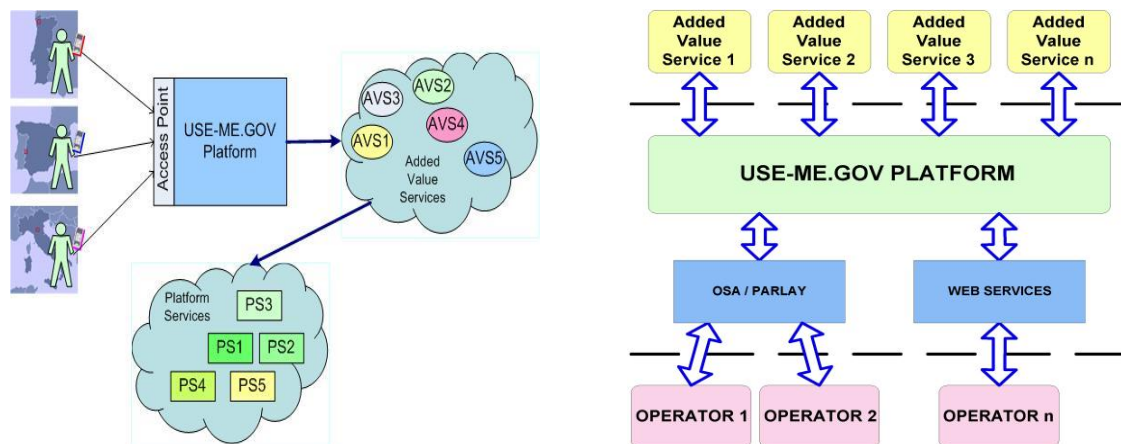 Access Point
USE-ME.GOV
Platform
AVS3
AVS2
AVS4
AVS1
AVS5
Added
Value
Services
Platform
Services
PS3
PS1
PS2
PS4
PS5
Added
Value
Service 1
Added
Value
Service 2
Added
Value
Service 3
Added
Value
Service n
USE-ME.GOV PLATFORM
OSA / PARLAY
WEB SERVICES
OPERATOR 1
OPERATOR 2
OPERATOR n